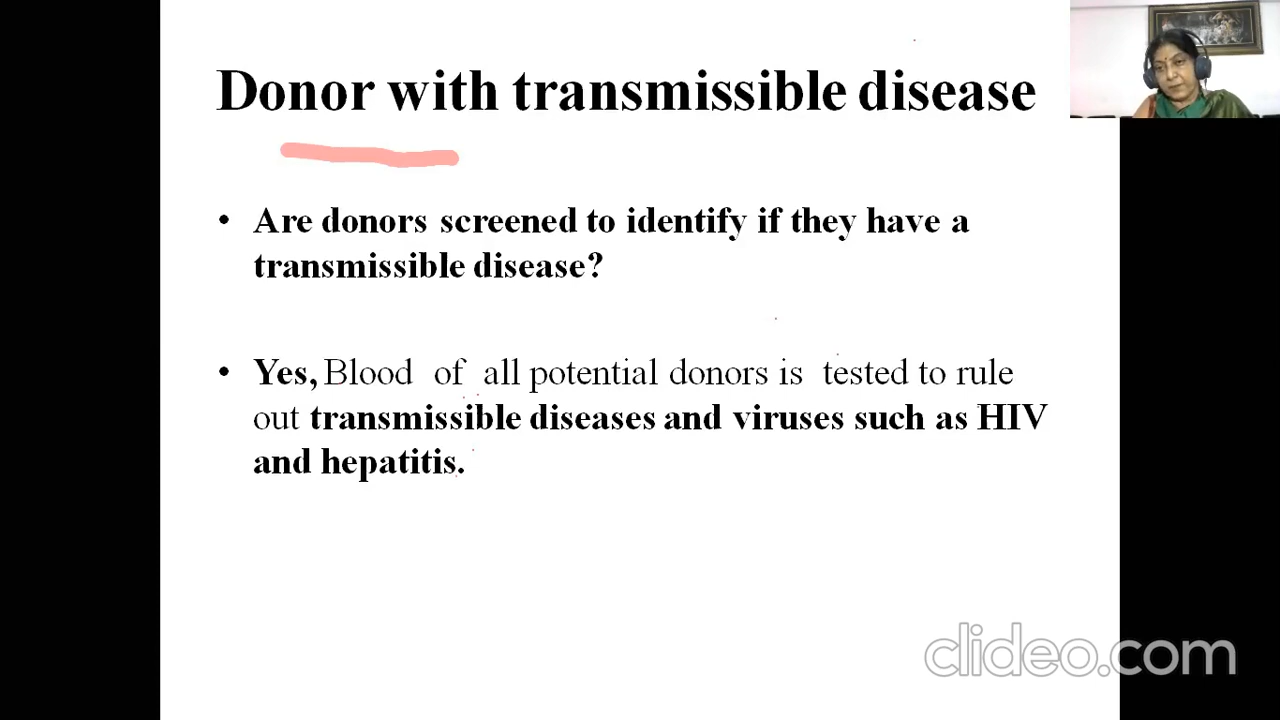 Donor with transmissible disease
• Are donors screened to identify if they have a
transmissible disease?
• Yes, Blood of all potential donors is tested to rule
out transmissible diseases and viruses such as HIV
and hepatitis.
clideo.com